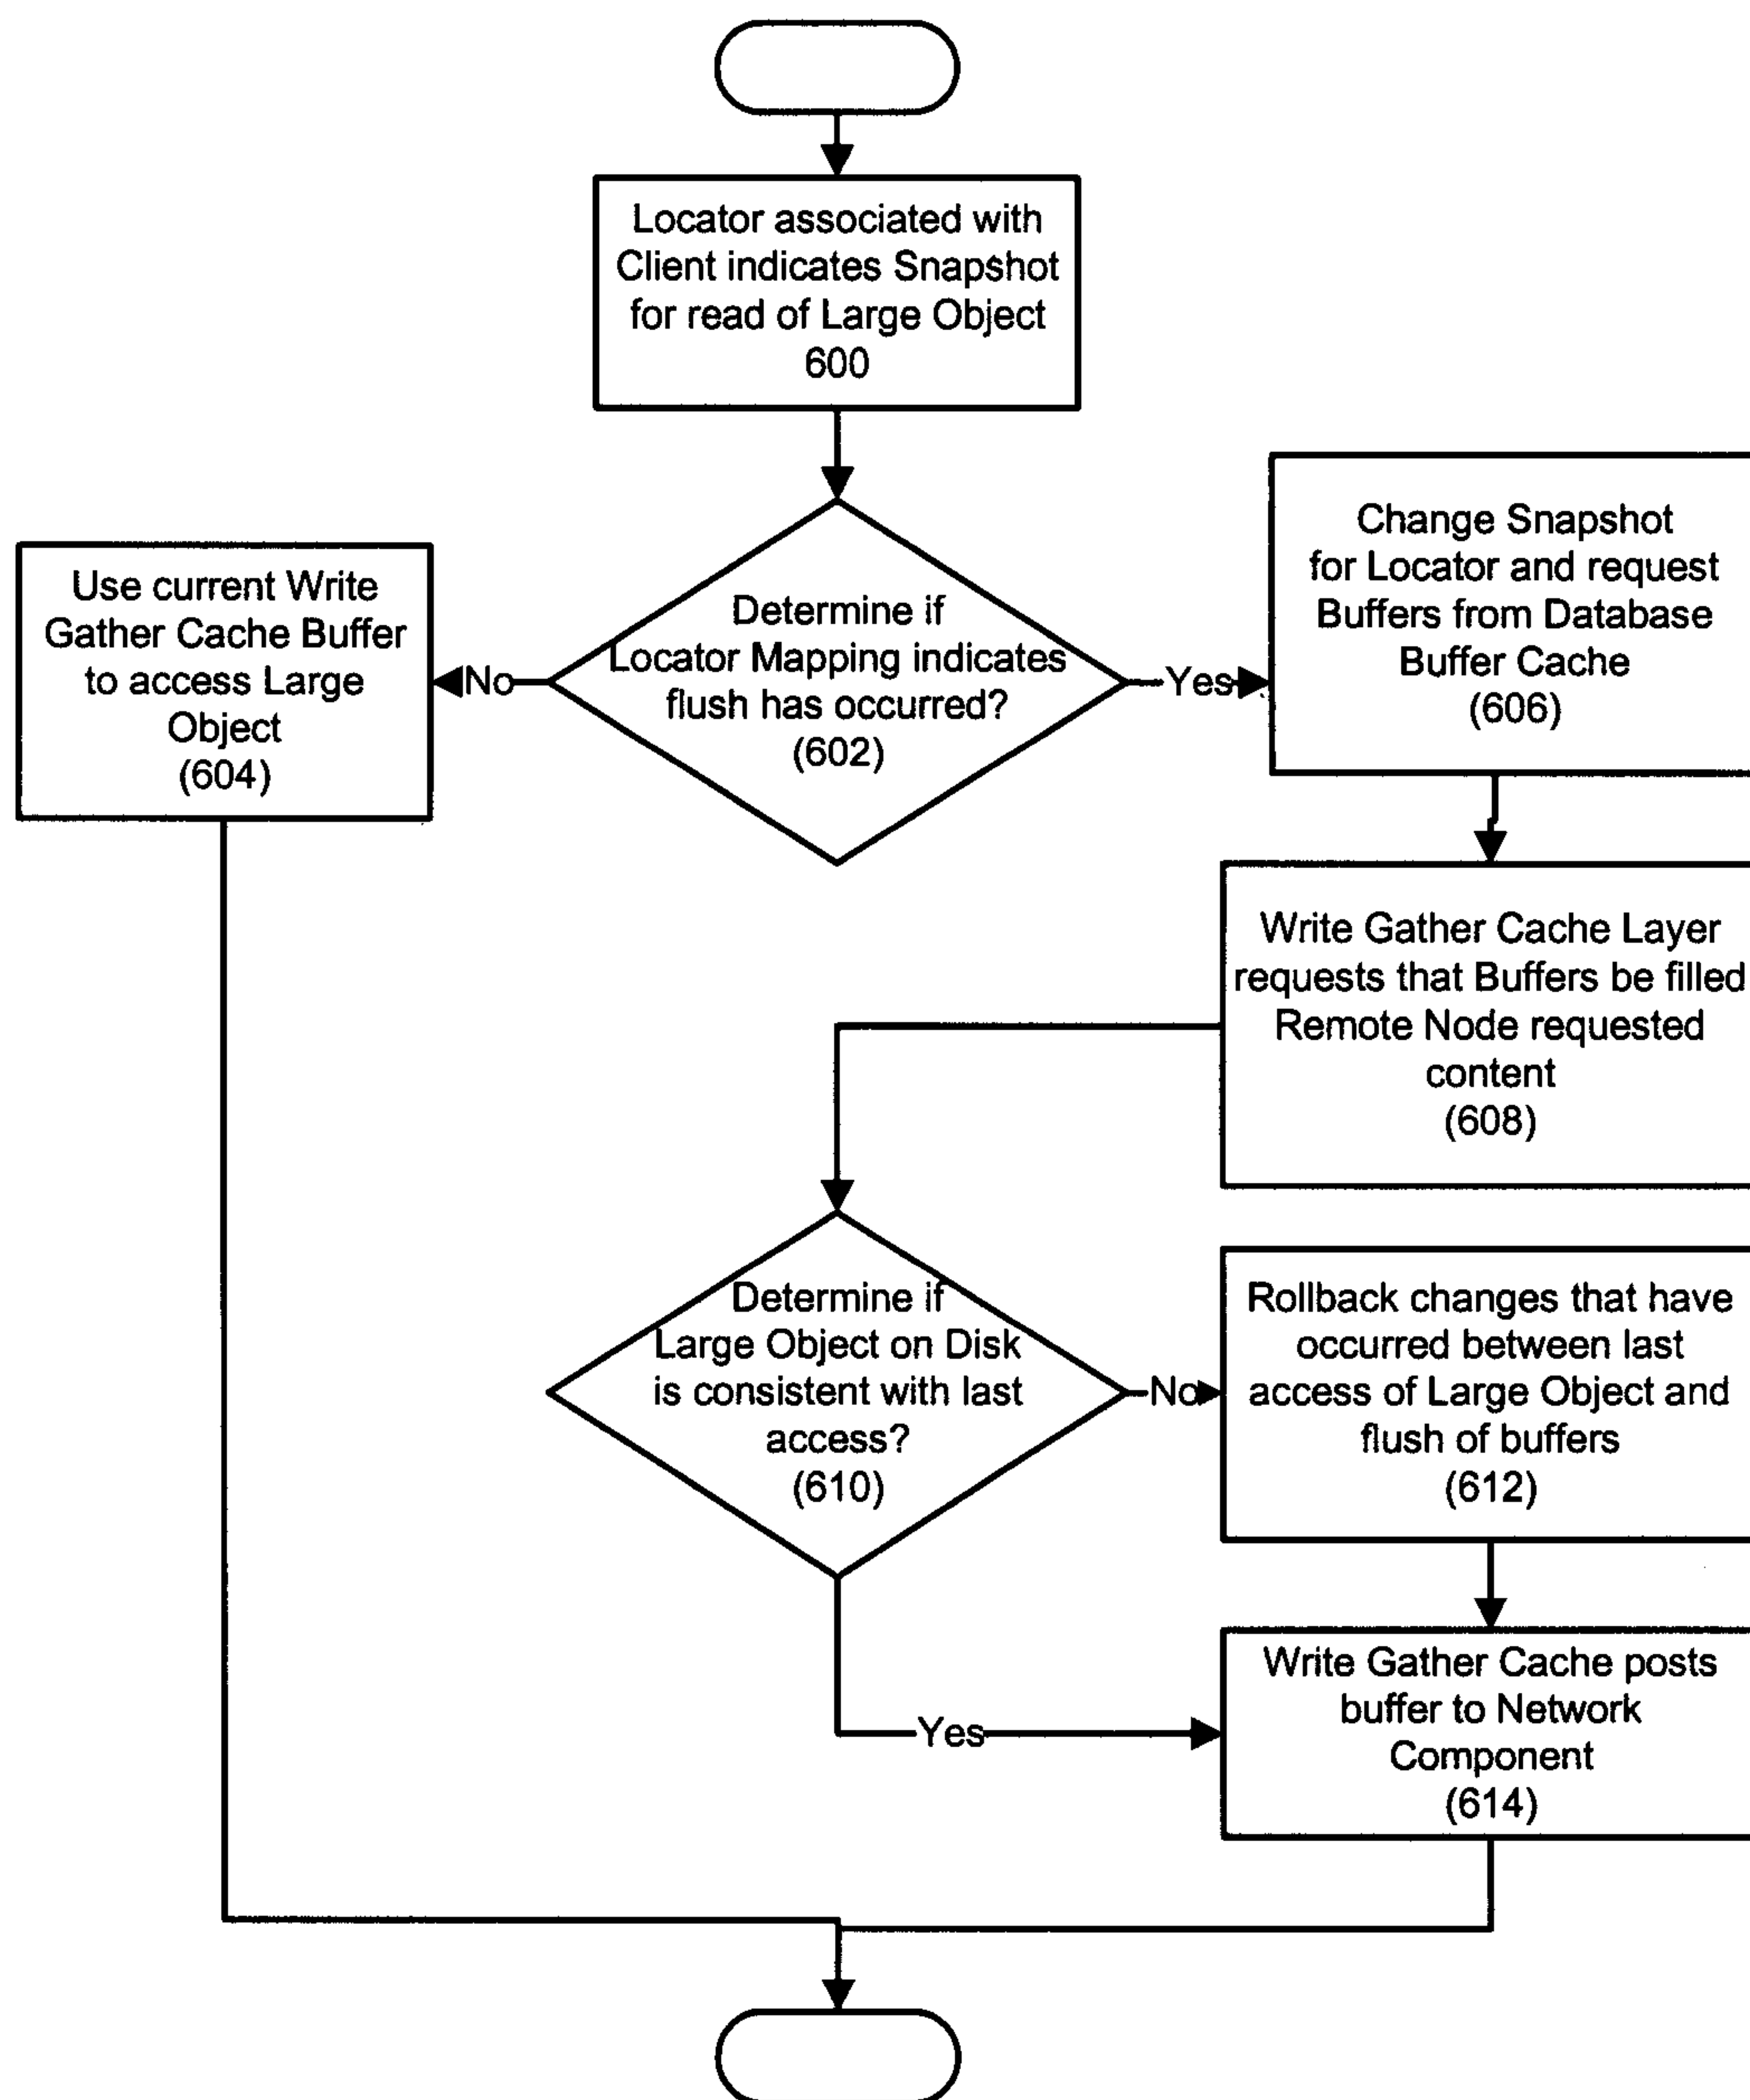 Locator associated with
Client indicates Snapshot
for read of Large Object
600
Use current Write
Gather Cache Buffer
to access Large
Object
(604)
No
Determine if
Locator Mapping indicates
flush has occurred?
(602)
Yes
Change Snapshot
for Locator and request
Buffers from Database
Buffer Cache
(606)
Write Gather Cache Layer
requests that Buffers be filled
Remote Node requested
content
(608)
Determine if
Large Object on Disk
is consistent with last
access?
(610)
No
Rollback changes that have
occurred between last
access of Large Object and
flush of buffers
(612)
Yes
Write Gather Cache posts
buffer to Network
Component
(614)